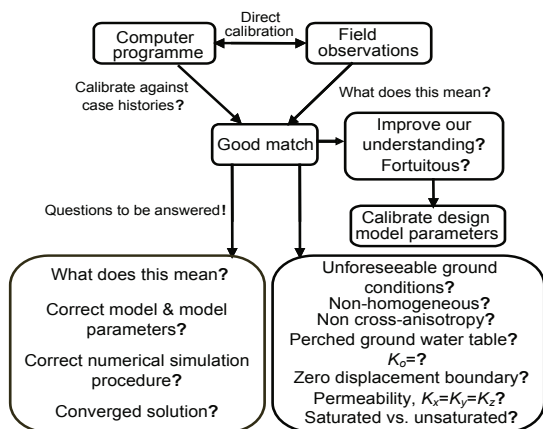 Computer
programme
Direct
calibration
Field
observations
Calibrate against
case histories?
What does this mean?
Good match
Improve our
understanding?
Fortuitous?
Calibrate design
model parameters
Questions to be answered!
What does this mean?
Correct model & model
parameters?
Correct numerical simulation
procedure?
Converged solution?
Unforeseeable ground
conditions?
Non-homogeneous?
Non cross-anisotropy?
Perched ground water table?
Ko=?
Zero displacement boundary?
Permeability, Kx=Ky=Kz?
Saturated vs. unsaturated?